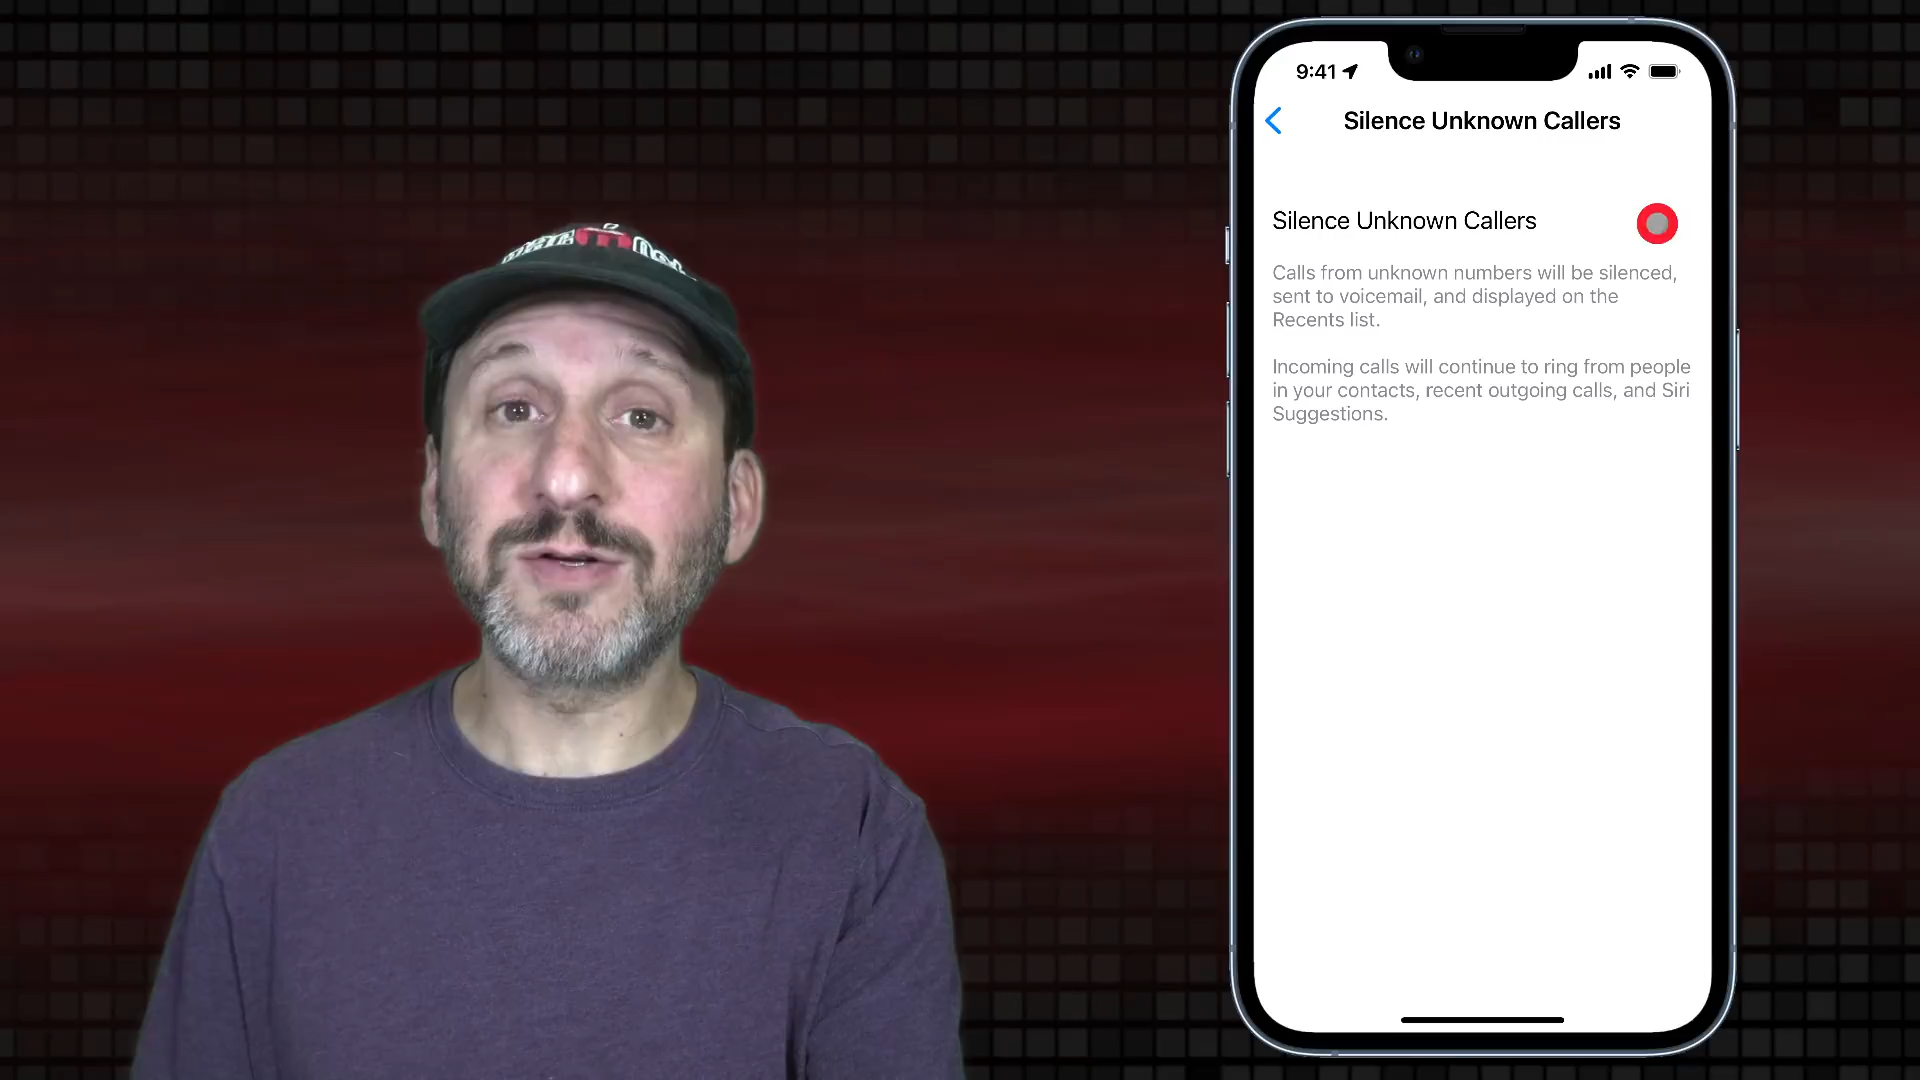 9:41
Silence Unknown Callers
Silence Unknown Callers
Calls from unknown numbers will be silenced,
sent to voicemail, and displayed on the
Recents list.
Incoming calls will continue to ring from people
in your contacts, recent outgoing calls, and Siri
Suggestions.